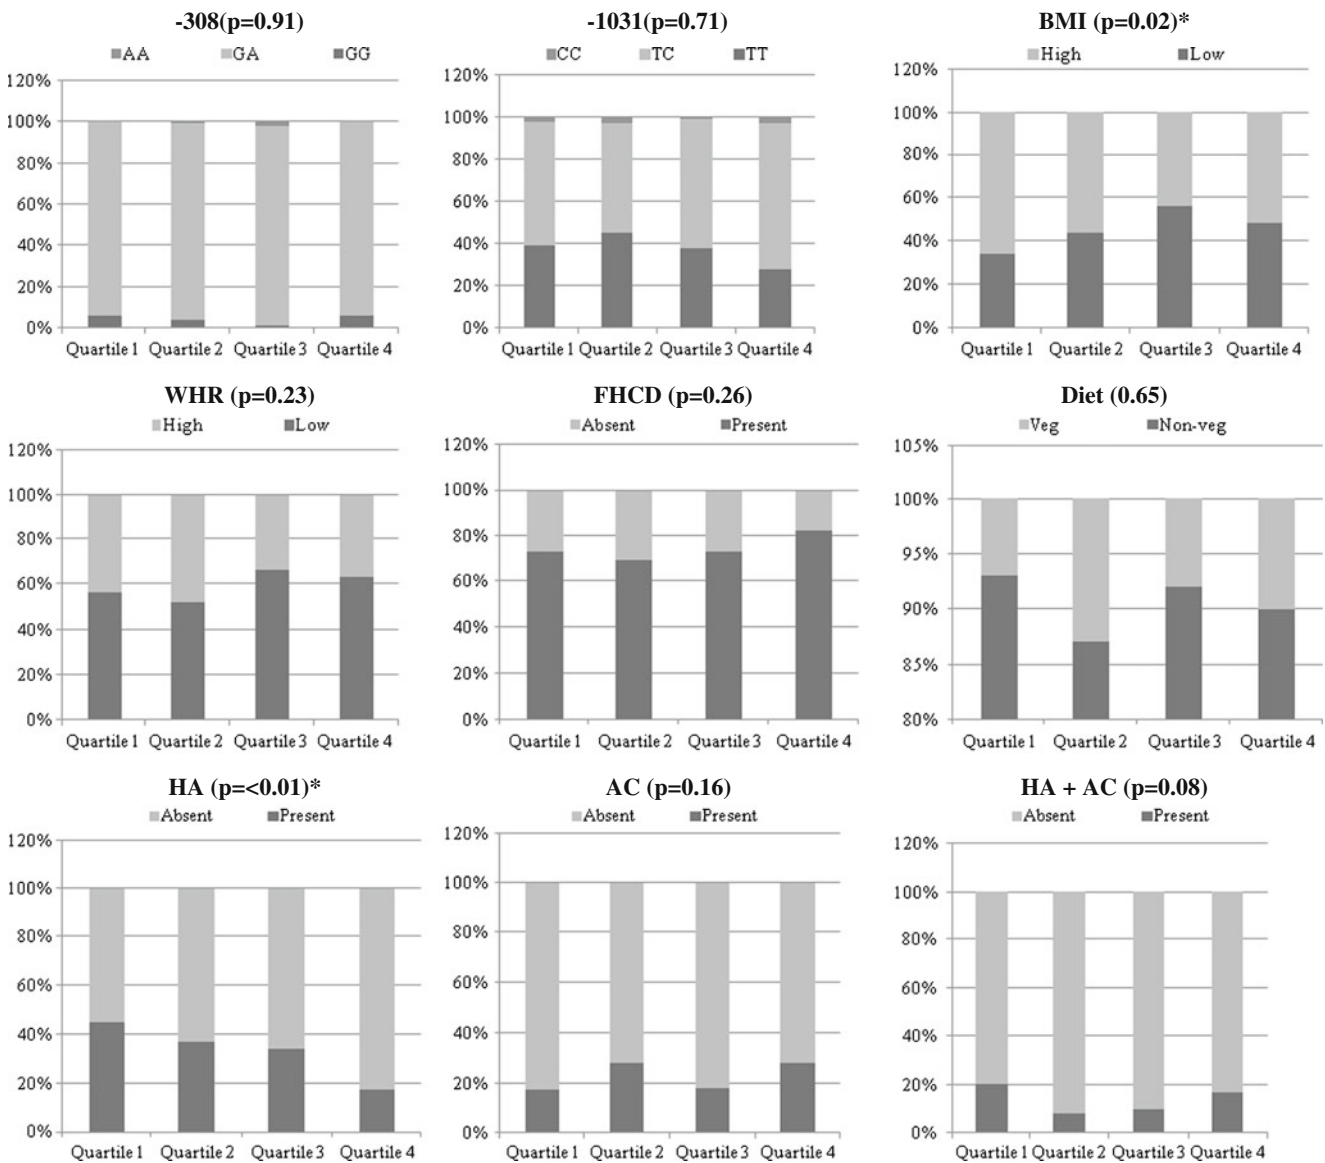 -308(p=0.91)
AA GA GG
120%
100%
80%
60%
40%
20%
0%
Quartile 1 Quartile 2 Quartile 3 Quartile 4
-1031(p=0.71)
CC TC TT
120%
100%
80%
60%
40%
20%
0%
Quartile 1 Quartile 2 Quartile 3 Quartile 4
BMI (p=0.02)*
High Low
120%
100%
80%
60%
40%
20%
0%
Quartile 1 Quartile 2 Quartile 3 Quartile 4
WHR (p=0.23)
High Low
120%
100%
80%
60%
40%
20%
0%
Quartile 1 Quartile 2 Quartile 3 Quartile 4
FHCD (p=0.26)
Absent Present
120%
100%
80%
60%
40%
20%
0%
Quartile 1 Quartile 2 Quartile 3 Quartile 4
Diet (0.65)
Veg Non-veg
105%
100%
95%
90%
85%
80%
Quartile 1 Quartile 2 Quartile 3 Quartile 4
HA (p=<0.01)*
Absent Present
120%
100%
80%
60%
40%
20%
0%
Quartile 1 Quartile 2 Quartile 3 Quartile 4
AC (p=0.16)
Absent Present
120%
100%
80%
60%
40%
20%
0%
Quartile 1 Quartile 2 Quartile 3 Quartile 4
HA + AC (p=0.08)
Absent Present
120%
100%
80%
60%
40%
20%
0%
Quartile 1 Quartile 2 Quartile 3 Quartile 4